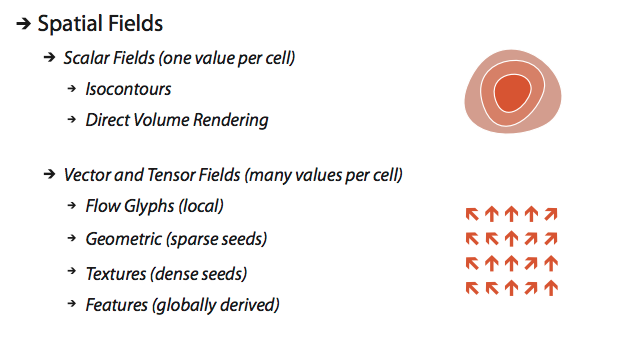 → Spatial Fields
→ Scalar Fields (one value per cell)
→ Isocontours
→ Direct Volume Rendering
→ Vector and Tensor Fields (many values per cell)
→ Flow Glyphs (local)
→ Geometric (sparse seeds)
→ Textures (dense seeds)
→ Features (globally derived)